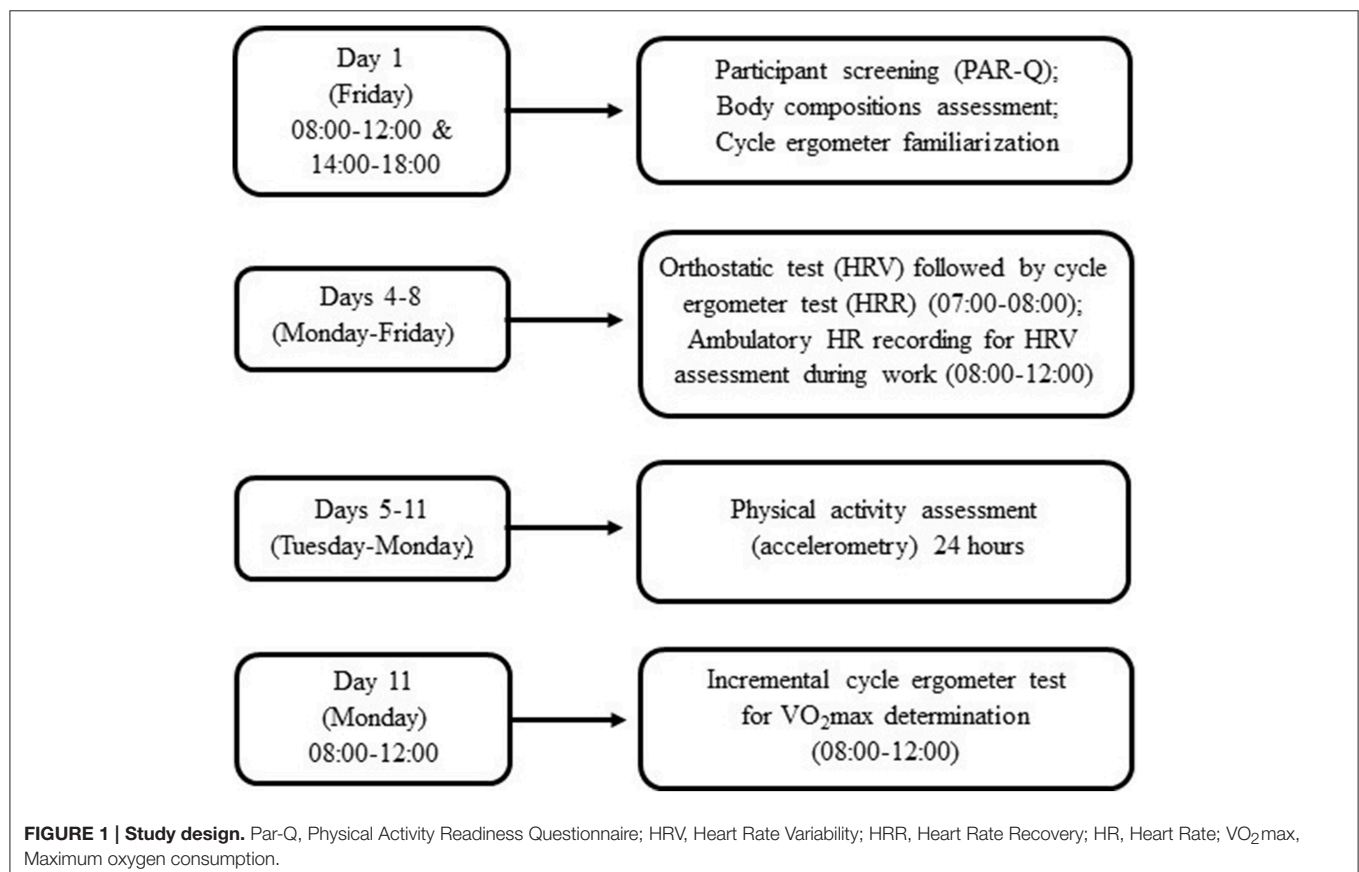 Day 1
(Friday)
08:00-12:00 &
14:00-18:00
Participant screening (PAR-Q);
Body compositions assessment;
Cycle ergometer familiarization
Days 4-8
(Monday-Friday)
Orthostatic test (HRV) followed by cycle
ergometer test (HRR) (07:00-08:00);
Ambulatory HR recording for HRV
assessment during work (08:00-12:00)
Days 5-11
(Tuesday-Monday)
Physical activity assessment
(accelerometry) 24 hours
Day 11
(Monday)
08:00-12:00
Incremental cycle ergometer test
for VO₂max determination
(08:00-12:00)
FIGURE 1 | Study design. Par-Q, Physical Activity Readiness Questionnaire; HRV, Heart Rate Variability; HRR, Heart Rate Recovery; HR, Heart Rate; VO₂max,
Maximum oxygen consumption.